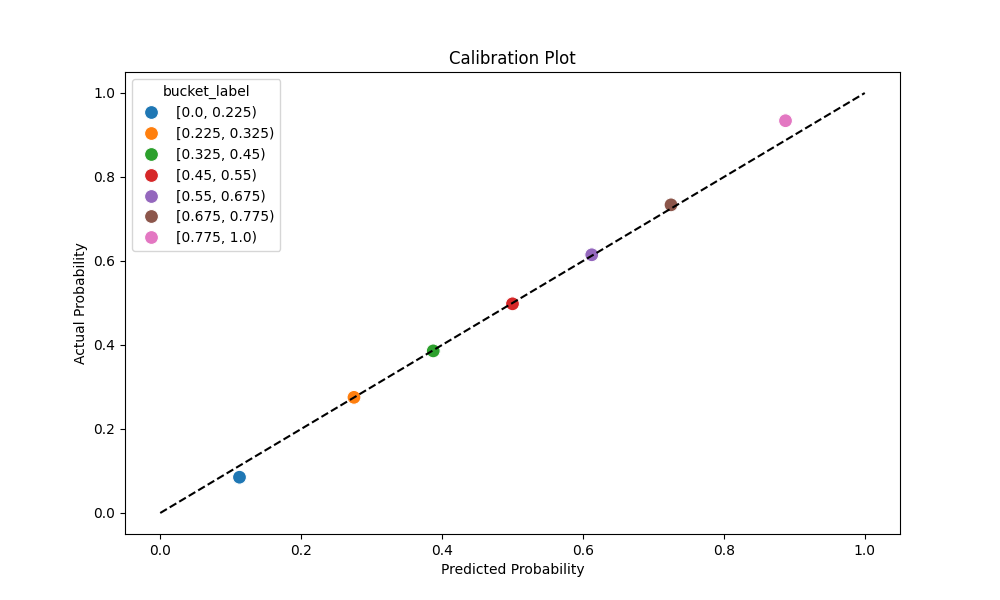 Calibration Plot
bucket_label
[0.0, 0.225)
[0.225, 0.325)
[0.325, 0.45)
[0.45, 0.55)
[0.55, 0.675)
[0.675, 0.775)
[0.775, 1.0)
1.0
0.8
0.6
0.4
0.2
0.0
Actual Probability
0.0 0.2 0.4 0.6 0.8 1.0
Predicted Probability